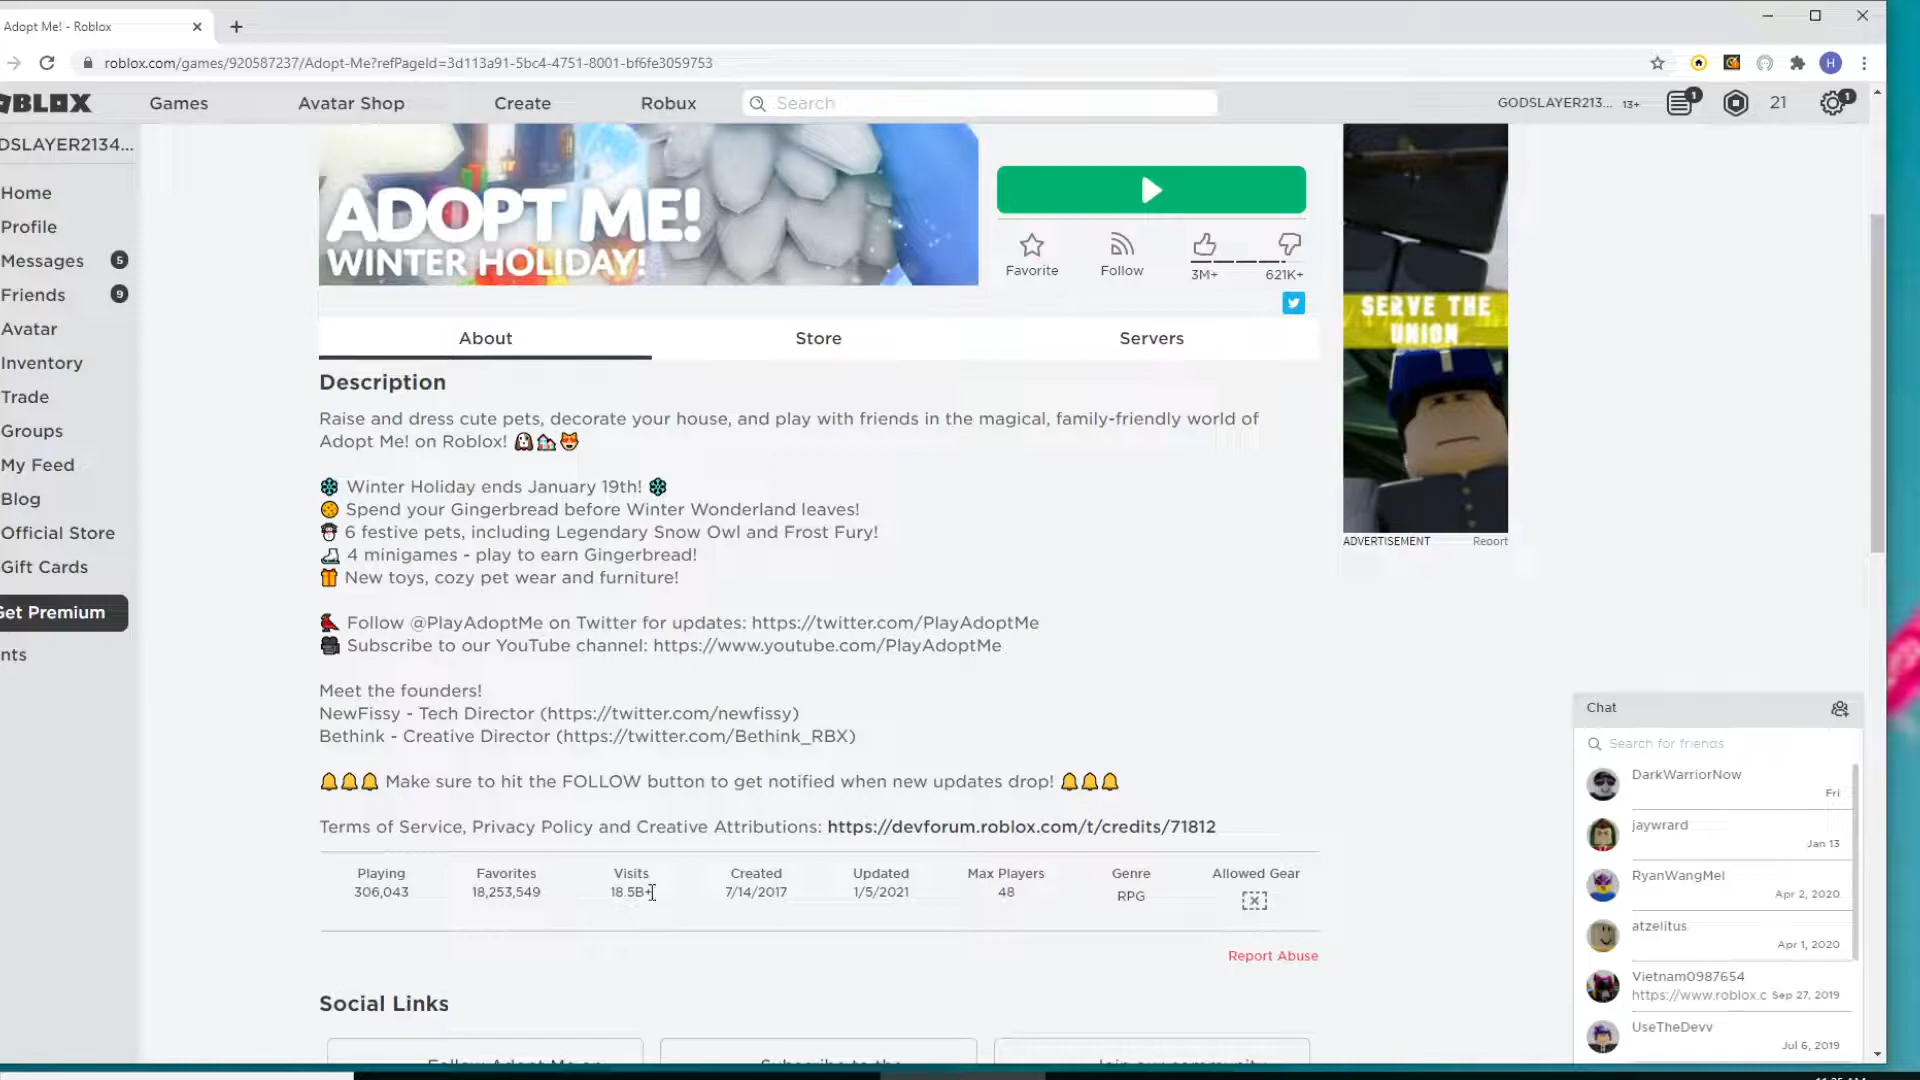 Adopt Me! - Roblox
roblox.com/games/920587237/Adopt-Me?refPageId=3d113a91-5bc4-4751-8001-bf6fe3059753
H
BLOX
Games
Avatar Shop
Create
Robux
Search
GODSLAYER213... 13+
1
21
1
DSLAYER2134...
Home
Profile
Messages 5
Friends 9
Avatar
Inventory
Trade
Groups
My Feed
Blog
Official Store
Gift Cards
Get Premium
nts
ADOPT ME!
WINTER HOLIDAY!
Favorite
Follow
3M+
621K+
About
Store
Servers
Description
Raise and dress cute pets, decorate your house, and play with friends in the magical, family-friendly world of
Adopt Me! on Roblox!
Winter Holiday ends January 19th!
Spend your Gingerbread before Winter Wonderland leaves!
6 festive pets, including Legendary Snow Owl and Frost Fury!
4 minigames - play to earn Gingerbread!
New toys, cozy pet wear and furniture!
Follow @PlayAdoptMe on Twitter for updates: https://twitter.com/PlayAdoptMe
Subscribe to our YouTube channel: https://www.youtube.com/PlayAdoptMe
Meet the founders!
NewFissy - Tech Director (https://twitter.com/newfissy)
Bethink - Creative Director (https://twitter.com/Bethink_RBX)
Make sure to hit the FOLLOW button to get notified when new updates drop!
Terms of Service, Privacy Policy and Creative Attributions: https://devforum.roblox.com/t/credits/71812
Playing Favorites Visits Created Updated Max Players Genre Allowed Gear
306,043 18,253,549 18.5B+ 7/14/2017 1/5/2021 48 RPG
Report Abuse
Social Links
SERVE THE
UNION
ADVERTISEMENT Report
Chat
Search for friends
DarkWarriorNow
Fri
jaywrard
Jan 13
RyanWangMeI
Apr 2, 2020
atzelitus
Apr 1, 2020
Vietnam0987654
https://www.roblox.c Sep 27, 2019
UseTheDevv
Jul 6, 2019